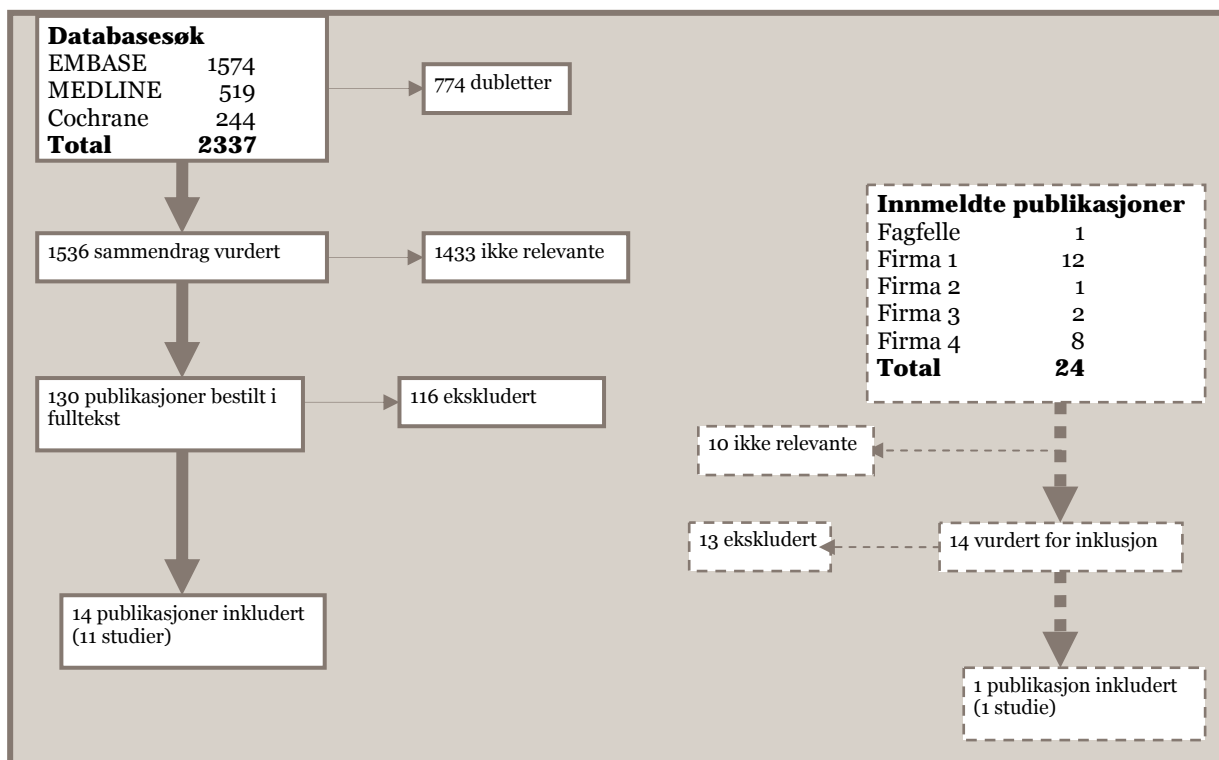 Databasesøk
EMBASE 1574
MEDLINE 519
Cochrane 244
Total 2337
774 dubletter
1536 sammendrag vurdert
1433 ikke relevante
130 publikasjoner bestilt i
fulltekst
116 ekskludert
14 publikasjoner inkludert
(11 studier)
Innmeldte publikasjoner
Fagfelle 1
Firma 1 12
Firma 2 1
Firma 3 2
Firma 4 8
Total 24
10 ikke relevante
14 vurdert for inklusjon
13 ekskludert
1 publikasjon inkludert
(1 studie)